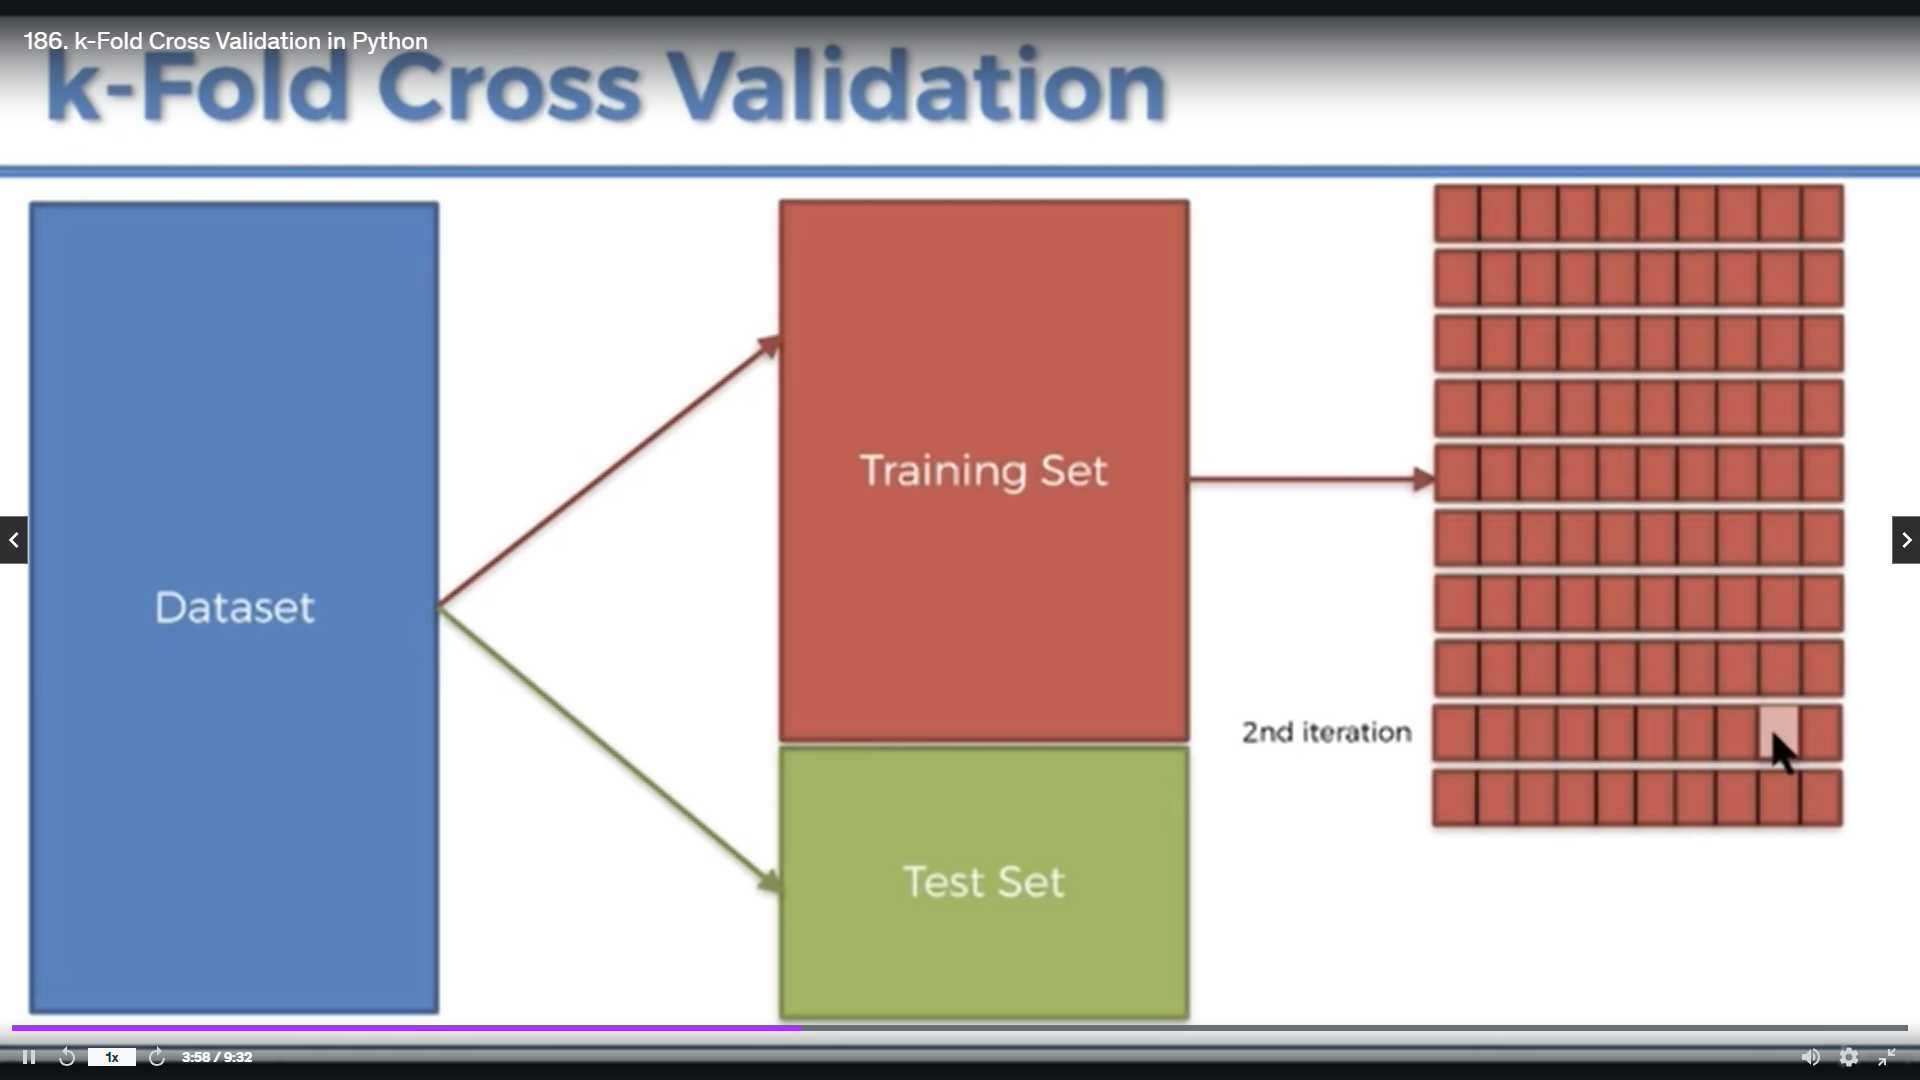 186. k-Fold Cross Validation in Python
k-Fold Cross Validation
Dataset
Training Set
2nd iteration
Test Set
1x
3:58 / 9:32